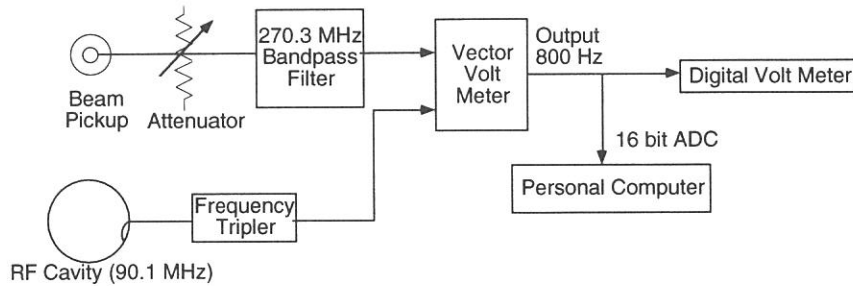 Beam
Pickup
Attenuator
270.3 MHz
Bandpass
Filter
Vector
Volt
Meter
Output
800 Hz
Digital Volt Meter
16 bit ADC
Personal Computer
Frequency
Tripler
RF Cavity (90.1 MHz)